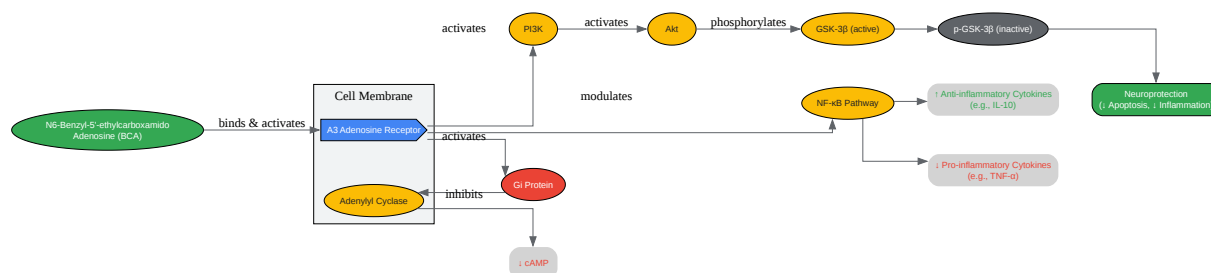 activates
PI3K
activates
Akt
phosphorylates
GSK-3β (active)
p-GSK-3β (inactive)
Cell Membrane
modulates
NF-κB Pathway
↑ Anti-inflammatory Cytokines
(e.g., IL-10)
Neuroprotection
(↓ Apoptosis, ↓ Inflammation)
N6-Benzyl-5'-ethylcarboxamido
Adenosine (BCA)
binds & activates
A3 Adenosine Receptor
activates
↓ Pro-inflammatory Cytokines
(e.g., TNF-α)
Gi Protein
inhibits
Adenylyl Cyclase
↓ cAMP